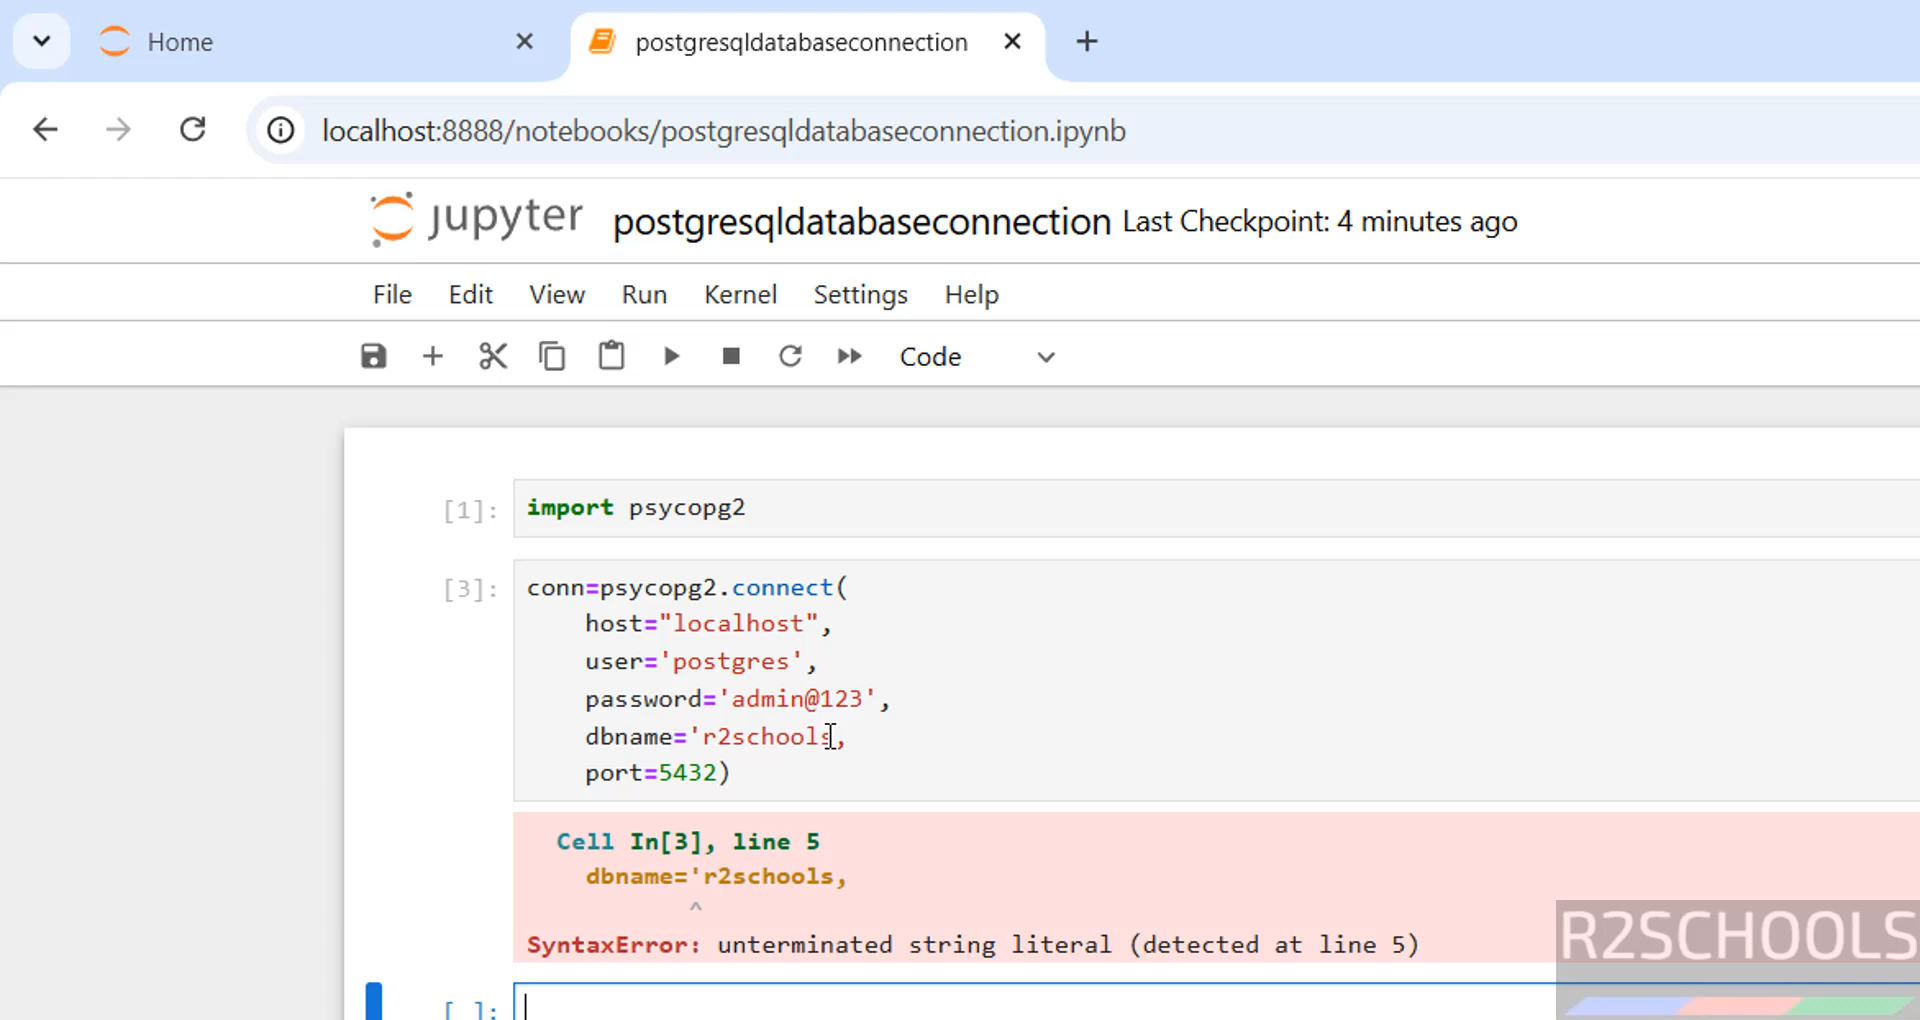 Home
postgresqldatabaseconnection
localhost:8888/notebooks/postgresqldatabaseconnection.ipynb
jupyter postgresqldatabaseconnection Last Checkpoint: 4 minutes ago
File Edit View Run Kernel Settings Help
Code
[1]: import psycopg2
[3]: conn=psycopg2.connect(
host="localhost",
user='postgres',
password='admin@123',
dbname='r2schools,
port=5432)
Cell In[3], line 5
dbname='r2schools,
^
SyntaxError: unterminated string literal (detected at line 5)
[ ]:
R2SCHOOLS